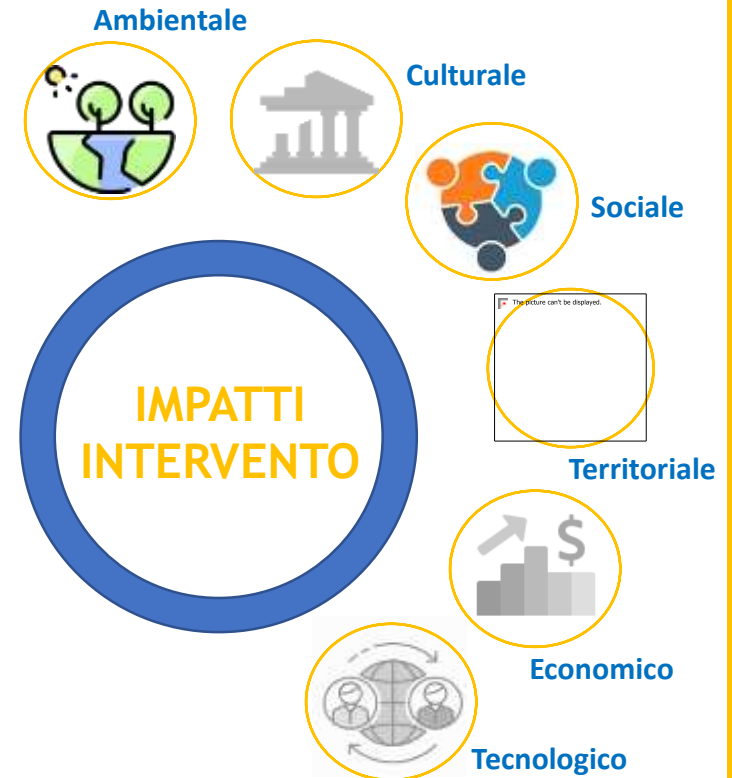 Ambientale
Culturale
Sociale
The picture can't be displayed.
IMPATTI
INTERVENTO
Territoriale
$
Economico
Tecnologico